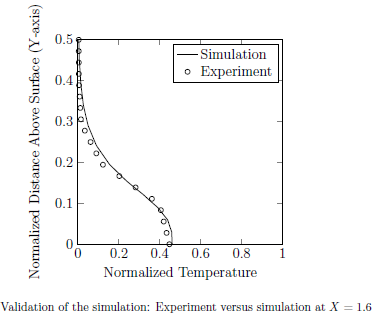 Normalized Distance Above Surface (Y-axis)
0.5
0.4
0.3
0.2
0.1
0
Simulation
Experiment
0 0.2 0.4 0.6 0.8 1
Normalized Temperature
Validation of the simulation: Experiment versus simulation at X = 1.6